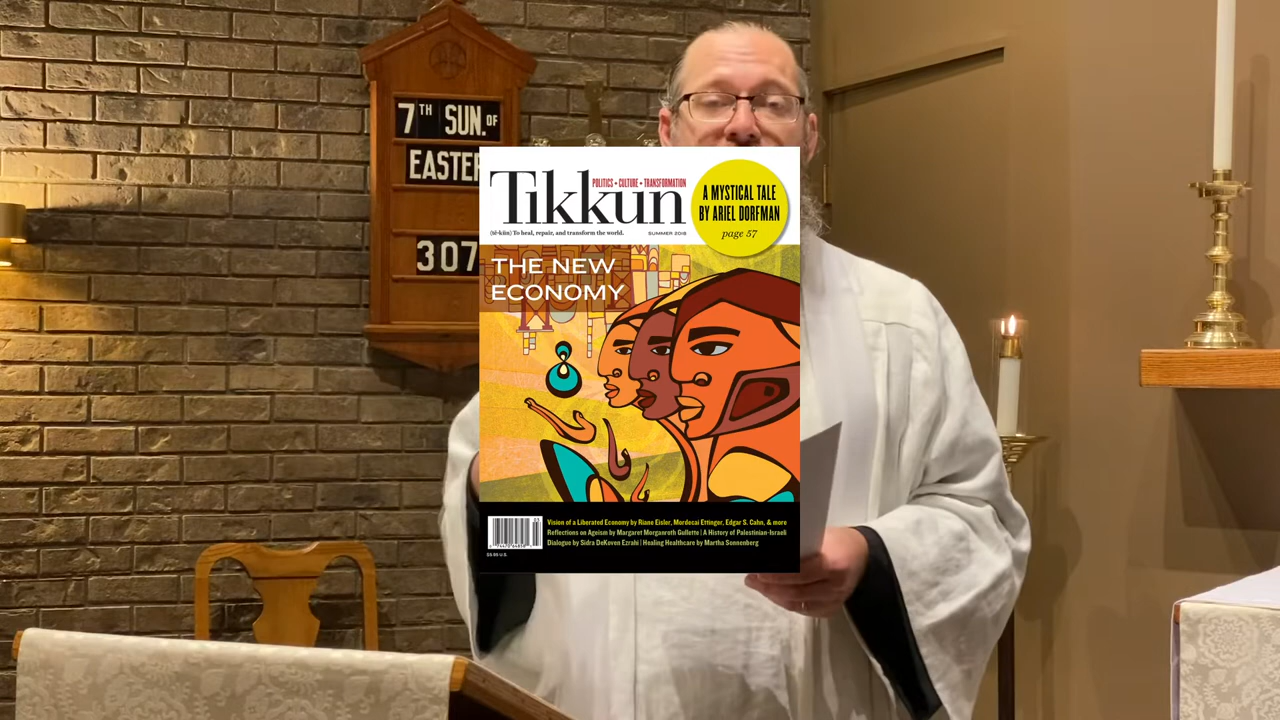 7TH SUN. OF
EASTE
307
Tikkun
POLITICS + CULTURE + TRANSFORMATION
(tē-kün) To heal, repair, and transform the world.
SUMMER 2018
A MYSTICAL TALE
BY ARIEL DORFMAN
page 57
THE NEW
ECONOMY
Vision of a Liberated Economy by Riane Eisler, Mordecai Ettinger, Edgar S. Cahn, & more
Reflections on Ageism by Margaret Morganroth Gullette | A History of Palestinian-Israeli
Dialogue by Sidra DeKoven Ezrahi | Healing Healthcare by Martha Sonnenberg
$9.95 U.S.